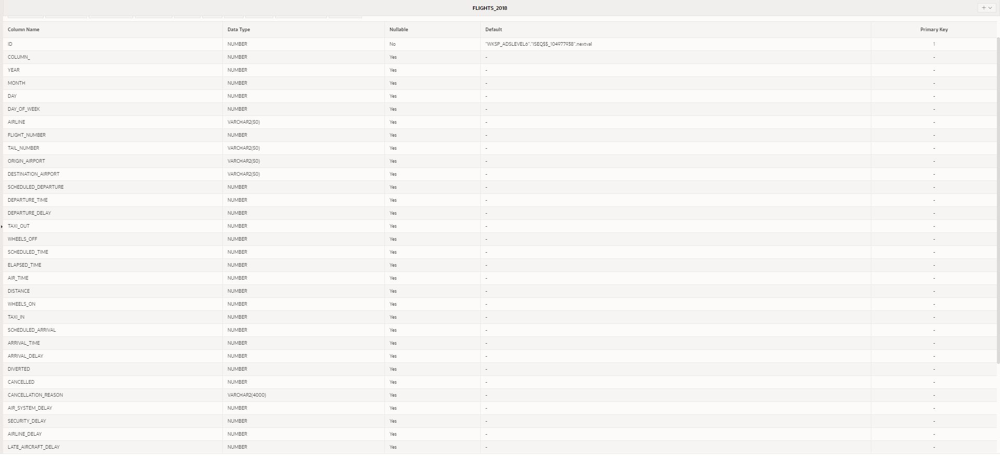 FLIGHTS_2018
Column Name Data Type Nullable Default Primary Key
ID NUMBER No "WKSP_ADSLEVEL6"."ISEQ$$_104977938".nextval 1
COLUMN_ NUMBER Yes - -
YEAR NUMBER Yes - -
MONTH NUMBER Yes - -
DAY NUMBER Yes - -
DAY_OF_WEEK NUMBER Yes - -
AIRLINE VARCHAR2(50) Yes - -
FLIGHT_NUMBER NUMBER Yes - -
TAIL_NUMBER VARCHAR2(50) Yes - -
ORIGIN_AIRPORT VARCHAR2(50) Yes - -
DESTINATION_AIRPORT VARCHAR2(50) Yes - -
SCHEDULED_DEPARTURE NUMBER Yes - -
DEPARTURE_TIME NUMBER Yes - -
DEPARTURE_DELAY NUMBER Yes - -
TAXI_OUT NUMBER Yes - -
WHEELS_OFF NUMBER Yes - -
SCHEDULED_TIME NUMBER Yes - -
ELAPSED_TIME NUMBER Yes - -
AIR_TIME NUMBER Yes - -
DISTANCE NUMBER Yes - -
WHEELS_ON NUMBER Yes - -
TAXI_IN NUMBER Yes - -
SCHEDULED_ARRIVAL NUMBER Yes - -
ARRIVAL_TIME NUMBER Yes - -
ARRIVAL_DELAY NUMBER Yes - -
DIVERTED NUMBER Yes - -
CANCELLED NUMBER Yes - -
CANCELLATION_REASON VARCHAR2(4000) Yes - -
AIR_SYSTEM_DELAY NUMBER Yes - -
SECURITY_DELAY NUMBER Yes - -
AIRLINE_DELAY NUMBER Yes - -
LATE_AIRCRAFT_DELAY NUMBER Yes - -